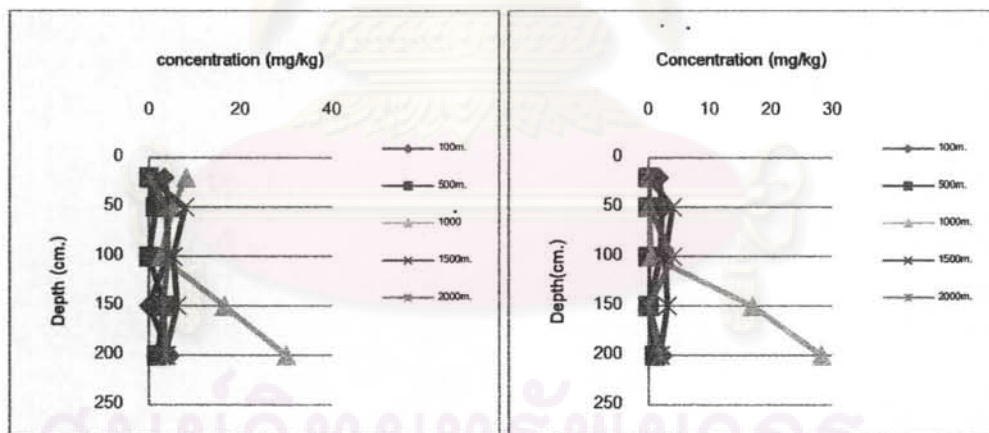 concentration (mg/kg)
0 20 40
0
50
100
150
200
250
Depth (cm.)
100m.
500m.
1000
1500m.
2000m.
Concentration (mg/kg)
0 10 20 30
0
50
100
150
200
250
Depth(cm.)
100m.
500m.
1000m.
1500m.
2000m.